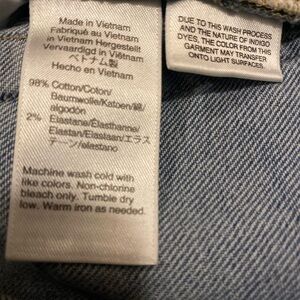 Made in Vietnam
Fabriqué au Vietnam
in Vietnam Hergestellt
Vervaardigd in Vietnam
ベトナム製
Hecho en Vietnam
98% Cotton/Coton/
Baumwolle/Katoen/綿/
algodón
2% Elastane/Élasthanne/
Elastan/Elastaan/エラス
テーン/elastano
Machine wash cold with
like colors. Non-chlorine
bleach only. Tumble dry
low. Warm iron as needed.
DUE TO THIS WASH PROCESS
AND THE NATURE OF INDIGO
DYES, THE COLOR FROM THIS
GARMENT MAY TRANSFER
ONTO LIGHT SURFACES.